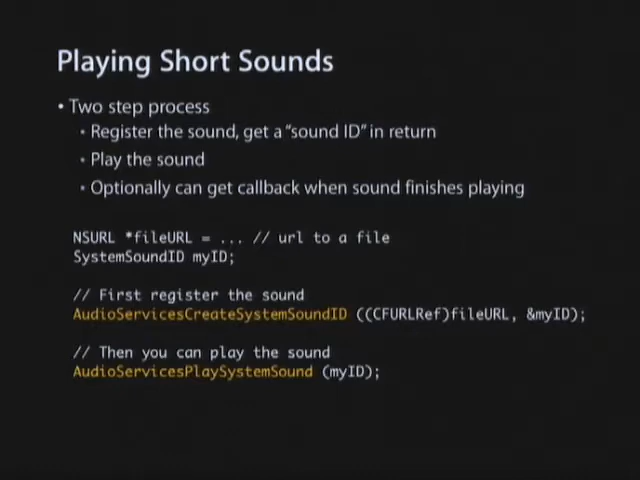 Playing Short Sounds
• Two step process
• Register the sound, get a “sound ID” in return
• Play the sound
• Optionally can get callback when sound finishes playing
NSURL *fileURL = ... // url to a file
SystemSoundID myID;
// First register the sound
AudioServicesCreateSystemSoundID ((CFURLRef)fileURL, &myID);
// Then you can play the sound
AudioServicesPlaySystemSound (myID);